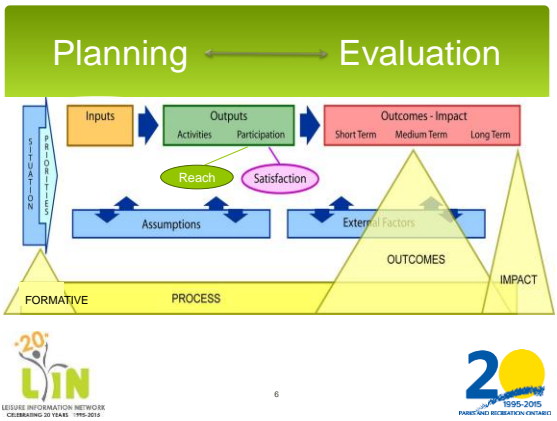 Planning Evaluation
Inputs
Outputs
Activities Participation
Outcomes - Impact
Short Term Medium Term Long Term
SITUATION
PRIORITIES
Reach
Satisfaction
Assumptions
External Factors
OUTCOMES
IMPACT
FORMATIVE
PROCESS
20
LIN
LEISURE INFORMATION NETWORK
CELEBRATING 20 YEARS 1995-2015
6
20
1995-2015
PARKS AND RECREATION ONTARIO